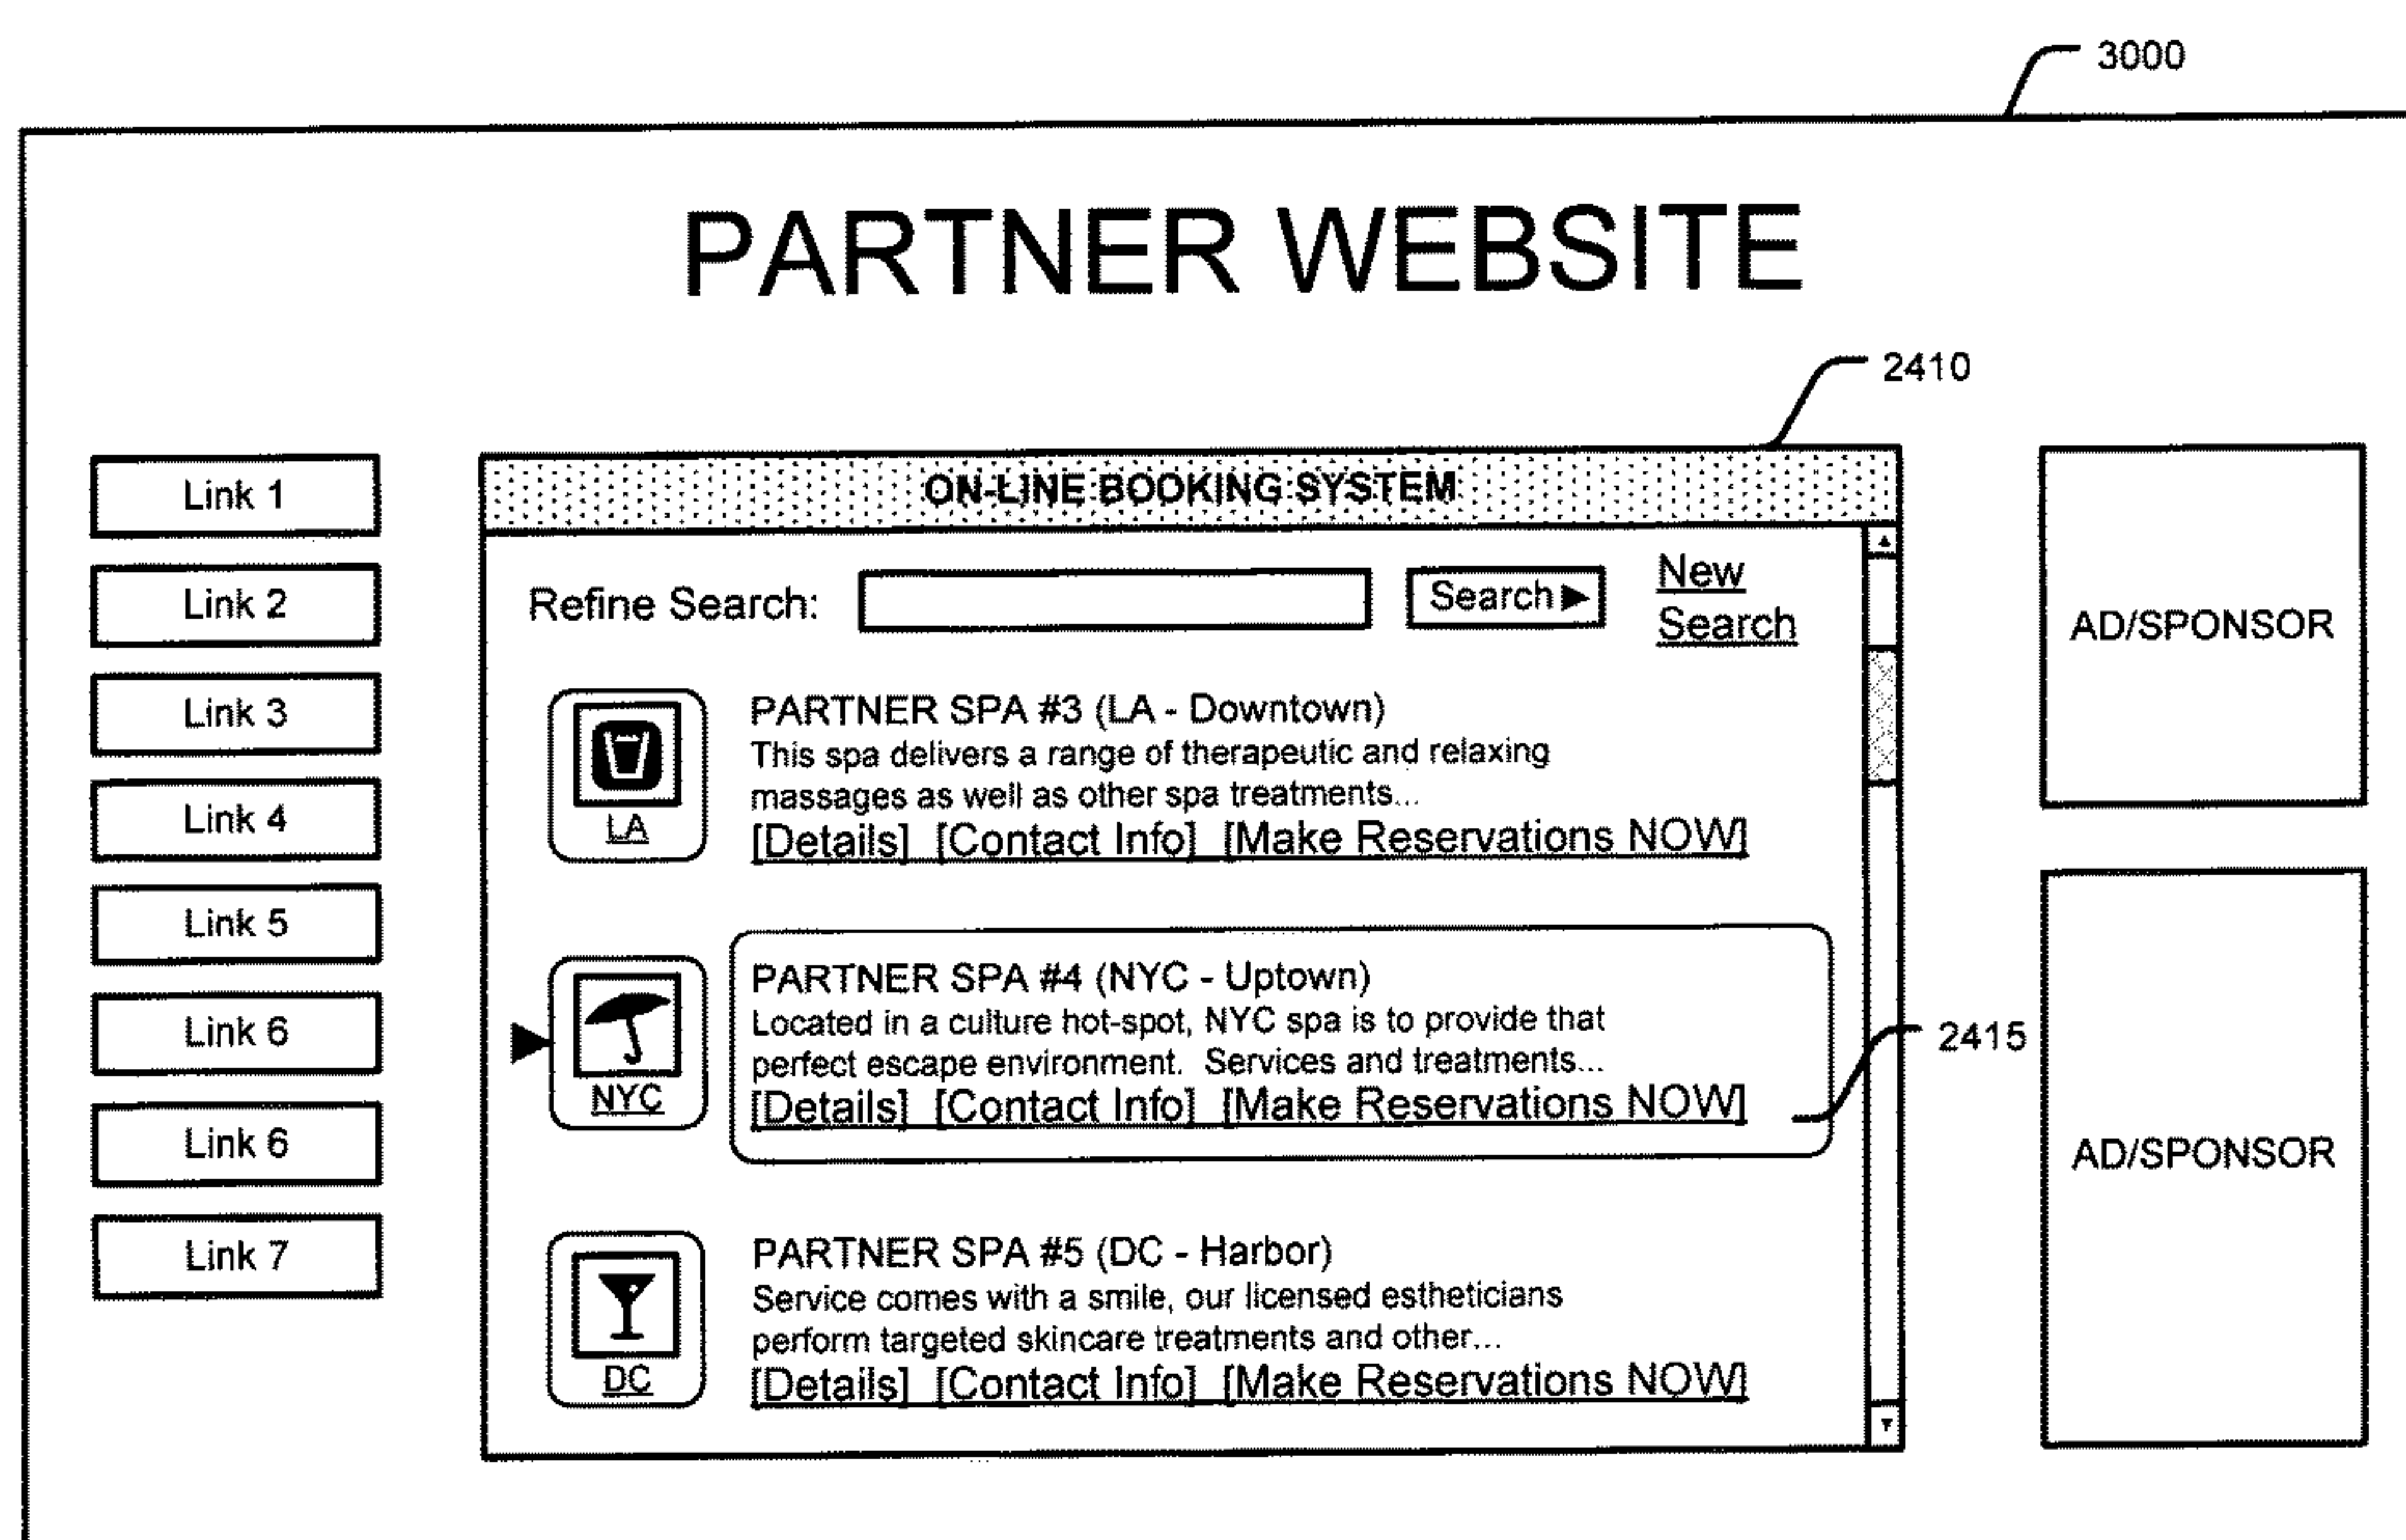 3000
PARTNER WEBSITE
2410
Link 1
Link 2
Link 3
Link 4
Link 5
Link 6
Link 6
Link 7
ON-LINE BOOKING SYSTEM
Refine Search:
Search
New
Search
LA
PARTNER SPA #3 (LA - Downtown)
This spa delivers a range of therapeutic and relaxing
massages as well as other spa treatments...
[Details] [Contact Info] [Make Reservations NOW]
NYC
PARTNER SPA #4 (NYC - Uptown)
Located in a culture hot-spot, NYC spa is to provide that
perfect escape environment. Services and treatments...
[Details] [Contact Info] [Make Reservations NOW]
2415
DC
PARTNER SPA #5 (DC - Harbor)
Service comes with a smile, our licensed estheticians
perform targeted skincare treatments and other...
[Details] [Contact Info] [Make Reservations NOW]
AD/SPONSOR
AD/SPONSOR